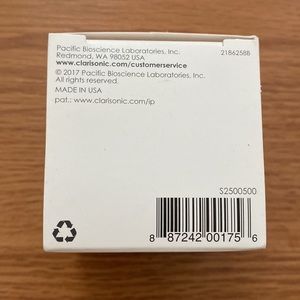 Pacific Bioscience Laboratories, Inc.
Redmond, WA 98052 USA
www.clarisonic.com/customerservice
© 2017 Pacific Bioscience Laboratories, Inc.
All rights reserved.
MADE IN USA
pat.: www.clarisonic.com/ip
2186258B
S2500500
8 87242 00175 6